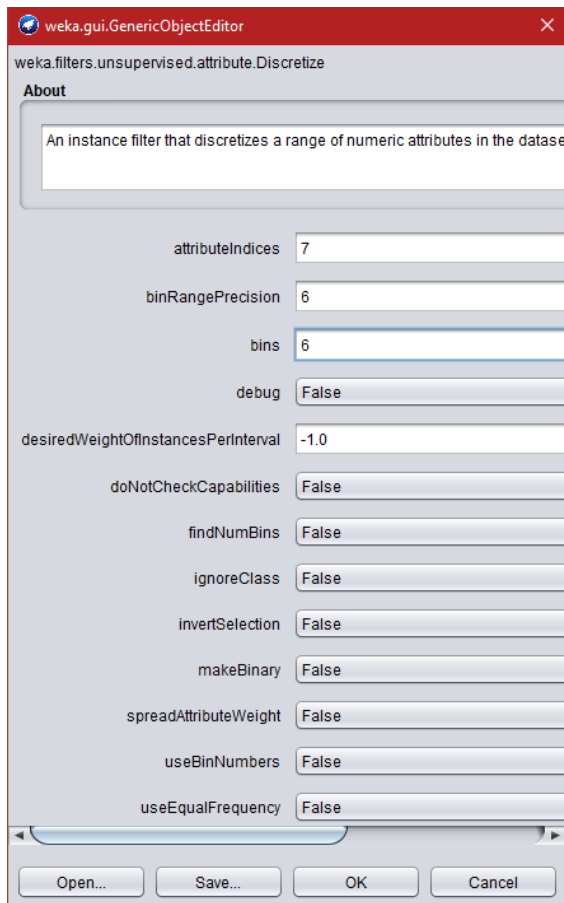 weka.gui.GenericObjectEditor
weka.filters.unsupervised.attribute.Discretize
About
An instance filter that discretizes a range of numeric attributes in the datase
attributeIndices 7
binRangePrecision 6
bins 6
debug False
desiredWeightOfInstancesPerInterval -1.0
doNotCheckCapabilities False
findNumBins False
ignoreClass False
invertSelection False
makeBinary False
spreadAttributeWeight False
useBinNumbers False
useEqualFrequency False
Open... Save... OK Cancel